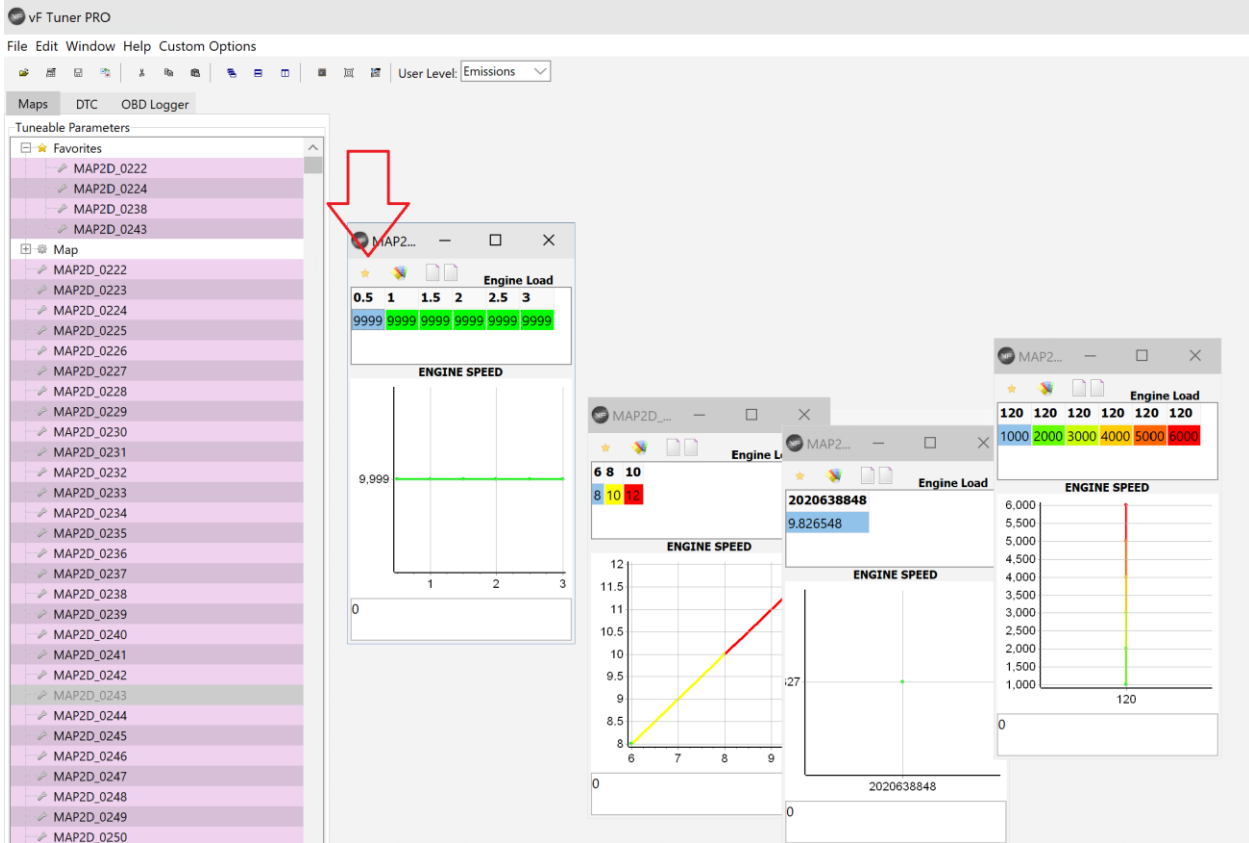 vF Tuner PRO
File Edit Window Help Custom Options
User Level: Emissions
Maps DTC OBD Logger
Tuneable Parameters
Favorites
MAP2D_0222
MAP2D_0224
MAP2D_0238
MAP2D_0243
Map
MAP2D_0222
MAP2D_0223
MAP2D_0224
MAP2D_0225
MAP2D_0226
MAP2D_0227
MAP2D_0228
MAP2D_0229
MAP2D_0230
MAP2D_0231
MAP2D_0232
MAP2D_0233
MAP2D_0234
MAP2D_0235
MAP2D_0236
MAP2D_0237
MAP2D_0238
MAP2D_0239
MAP2D_0240
MAP2D_0241
MAP2D_0242
MAP2D_0243
MAP2D_0244
MAP2D_0245
MAP2D_0246
MAP2D_0247
MAP2D_0248
MAP2D_0249
MAP2D_0250
MAP2...
Engine Load
0.5 1 1.5 2 2.5 3
9999 9999 9999 9999 9999 9999
ENGINE SPEED
9,999
1 2 3
0
MAP2D_...
Engine L
6 8 10
8 10 12
ENGINE SPEED
12
11.5
11
10.5
10
9.5
9
8.5
8
6 7 8 9
0
MAP2...
Engine Load
2020638848
9.826548
ENGINE SPEED
827
2020638848
0
MAP2...
Engine Load
120 120 120 120 120 120
1000 2000 3000 4000 5000 6000
ENGINE SPEED
6,000
5,500
5,000
4,500
4,000
3,500
3,000
2,500
2,000
1,500
1,000
120
0